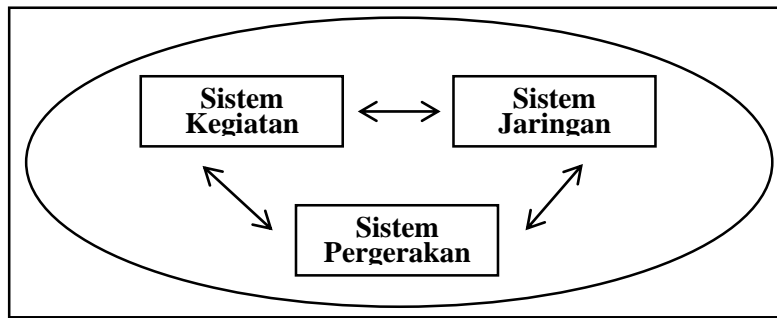 Sistem
Kegiatan
Sistem
Jaringan
Sistem
Pergerakan